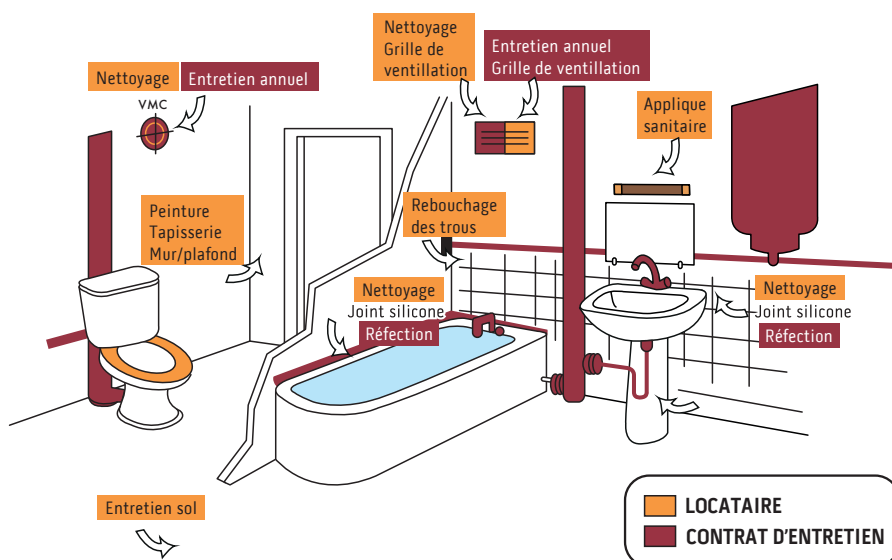 Nettoyage
Grille de
ventillation
Entretien annuel
Grille de ventillation
Nettoyage
Entretien annuel
VMC
Applique
sanitaire
Peinture
Tapisserie
Mur/plafond
Rebouchage
des trous
Nettoyage
Joint silicone
Réfection
Nettoyage
Joint silicone
Réfection
Entretien sol
LOCATAIRE
CONTRAT D'ENTRETIEN